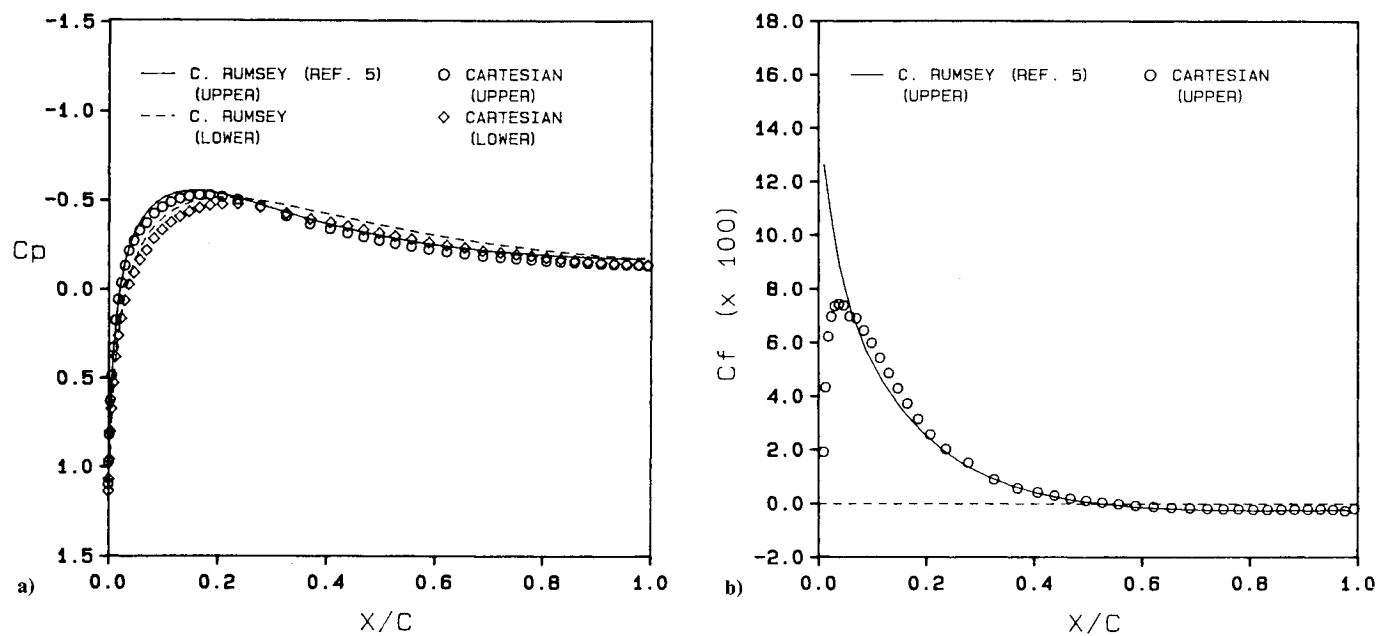 -1.5
-1.0
-0.5
0.0
0.5
1.0
1.5
Cp
C. RUMSEY (REF. 5)
(UPPER)
C. RUMSEY
(LOWER)
CARTESIAN
(UPPER)
CARTESIAN
(LOWER)
0.0 0.2 0.4 0.6 0.8 1.0
X/C
a)
18.0
16.0
14.0
12.0
10.0
8.0
6.0
4.0
2.0
0.0
-2.0
Cf (x 100)
C. RUMSEY (REF. 5)
(UPPER)
CARTESIAN
(UPPER)
0.0 0.2 0.4 0.6 0.8 1.0
X/C
b)